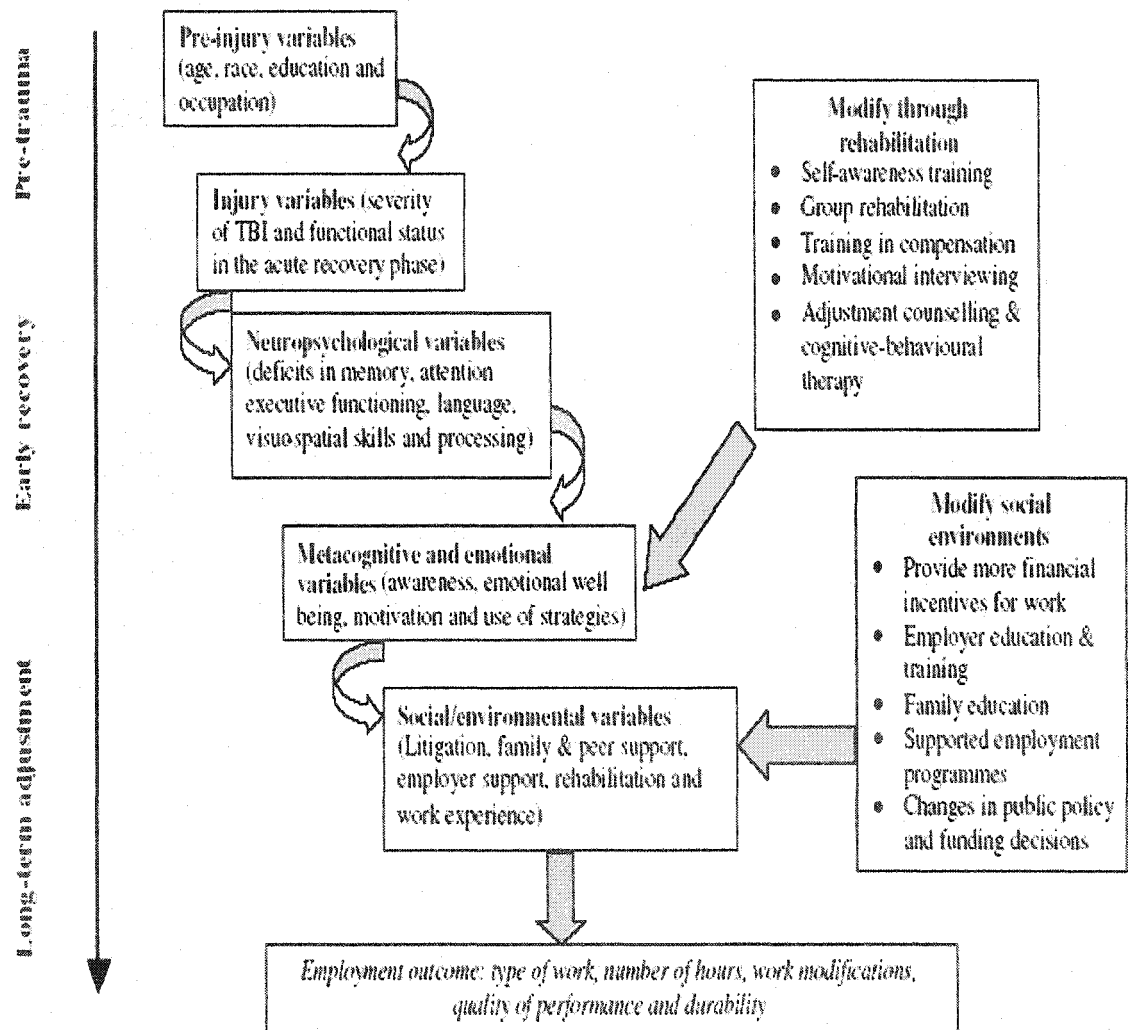 Pre-trauma
Early recovery
Long-term adjustment
Pre-injury variables
(age, race, education and
occupation)
Injury variables (severity
of TBI and functional status
in the acute recovery phase)
Neuropsychological variables
(deficits in memory, attention
executive functioning, language,
visuospatial skills and processing)
Metacognitive and emotional
variables (awareness, emotional well
being, motivation and use of strategies)
Social/environmental variables
(Litigation, family & peer support,
employer support, rehabilitation and
work experience)
Modify through
rehabilitation
• Self-awareness training
• Group rehabilitation
• Training in compensation
• Motivational interviewing
• Adjustment counselling &
cognitive-behavioural
therapy
Modify social
environments
• Provide more financial
incentives for work
• Employer education &
training
• Family education
• Supported employment
programmes
• Changes in public policy
and funding decisions
Employment outcome: type of work, number of hours, work modifications,
quality of performance and durability